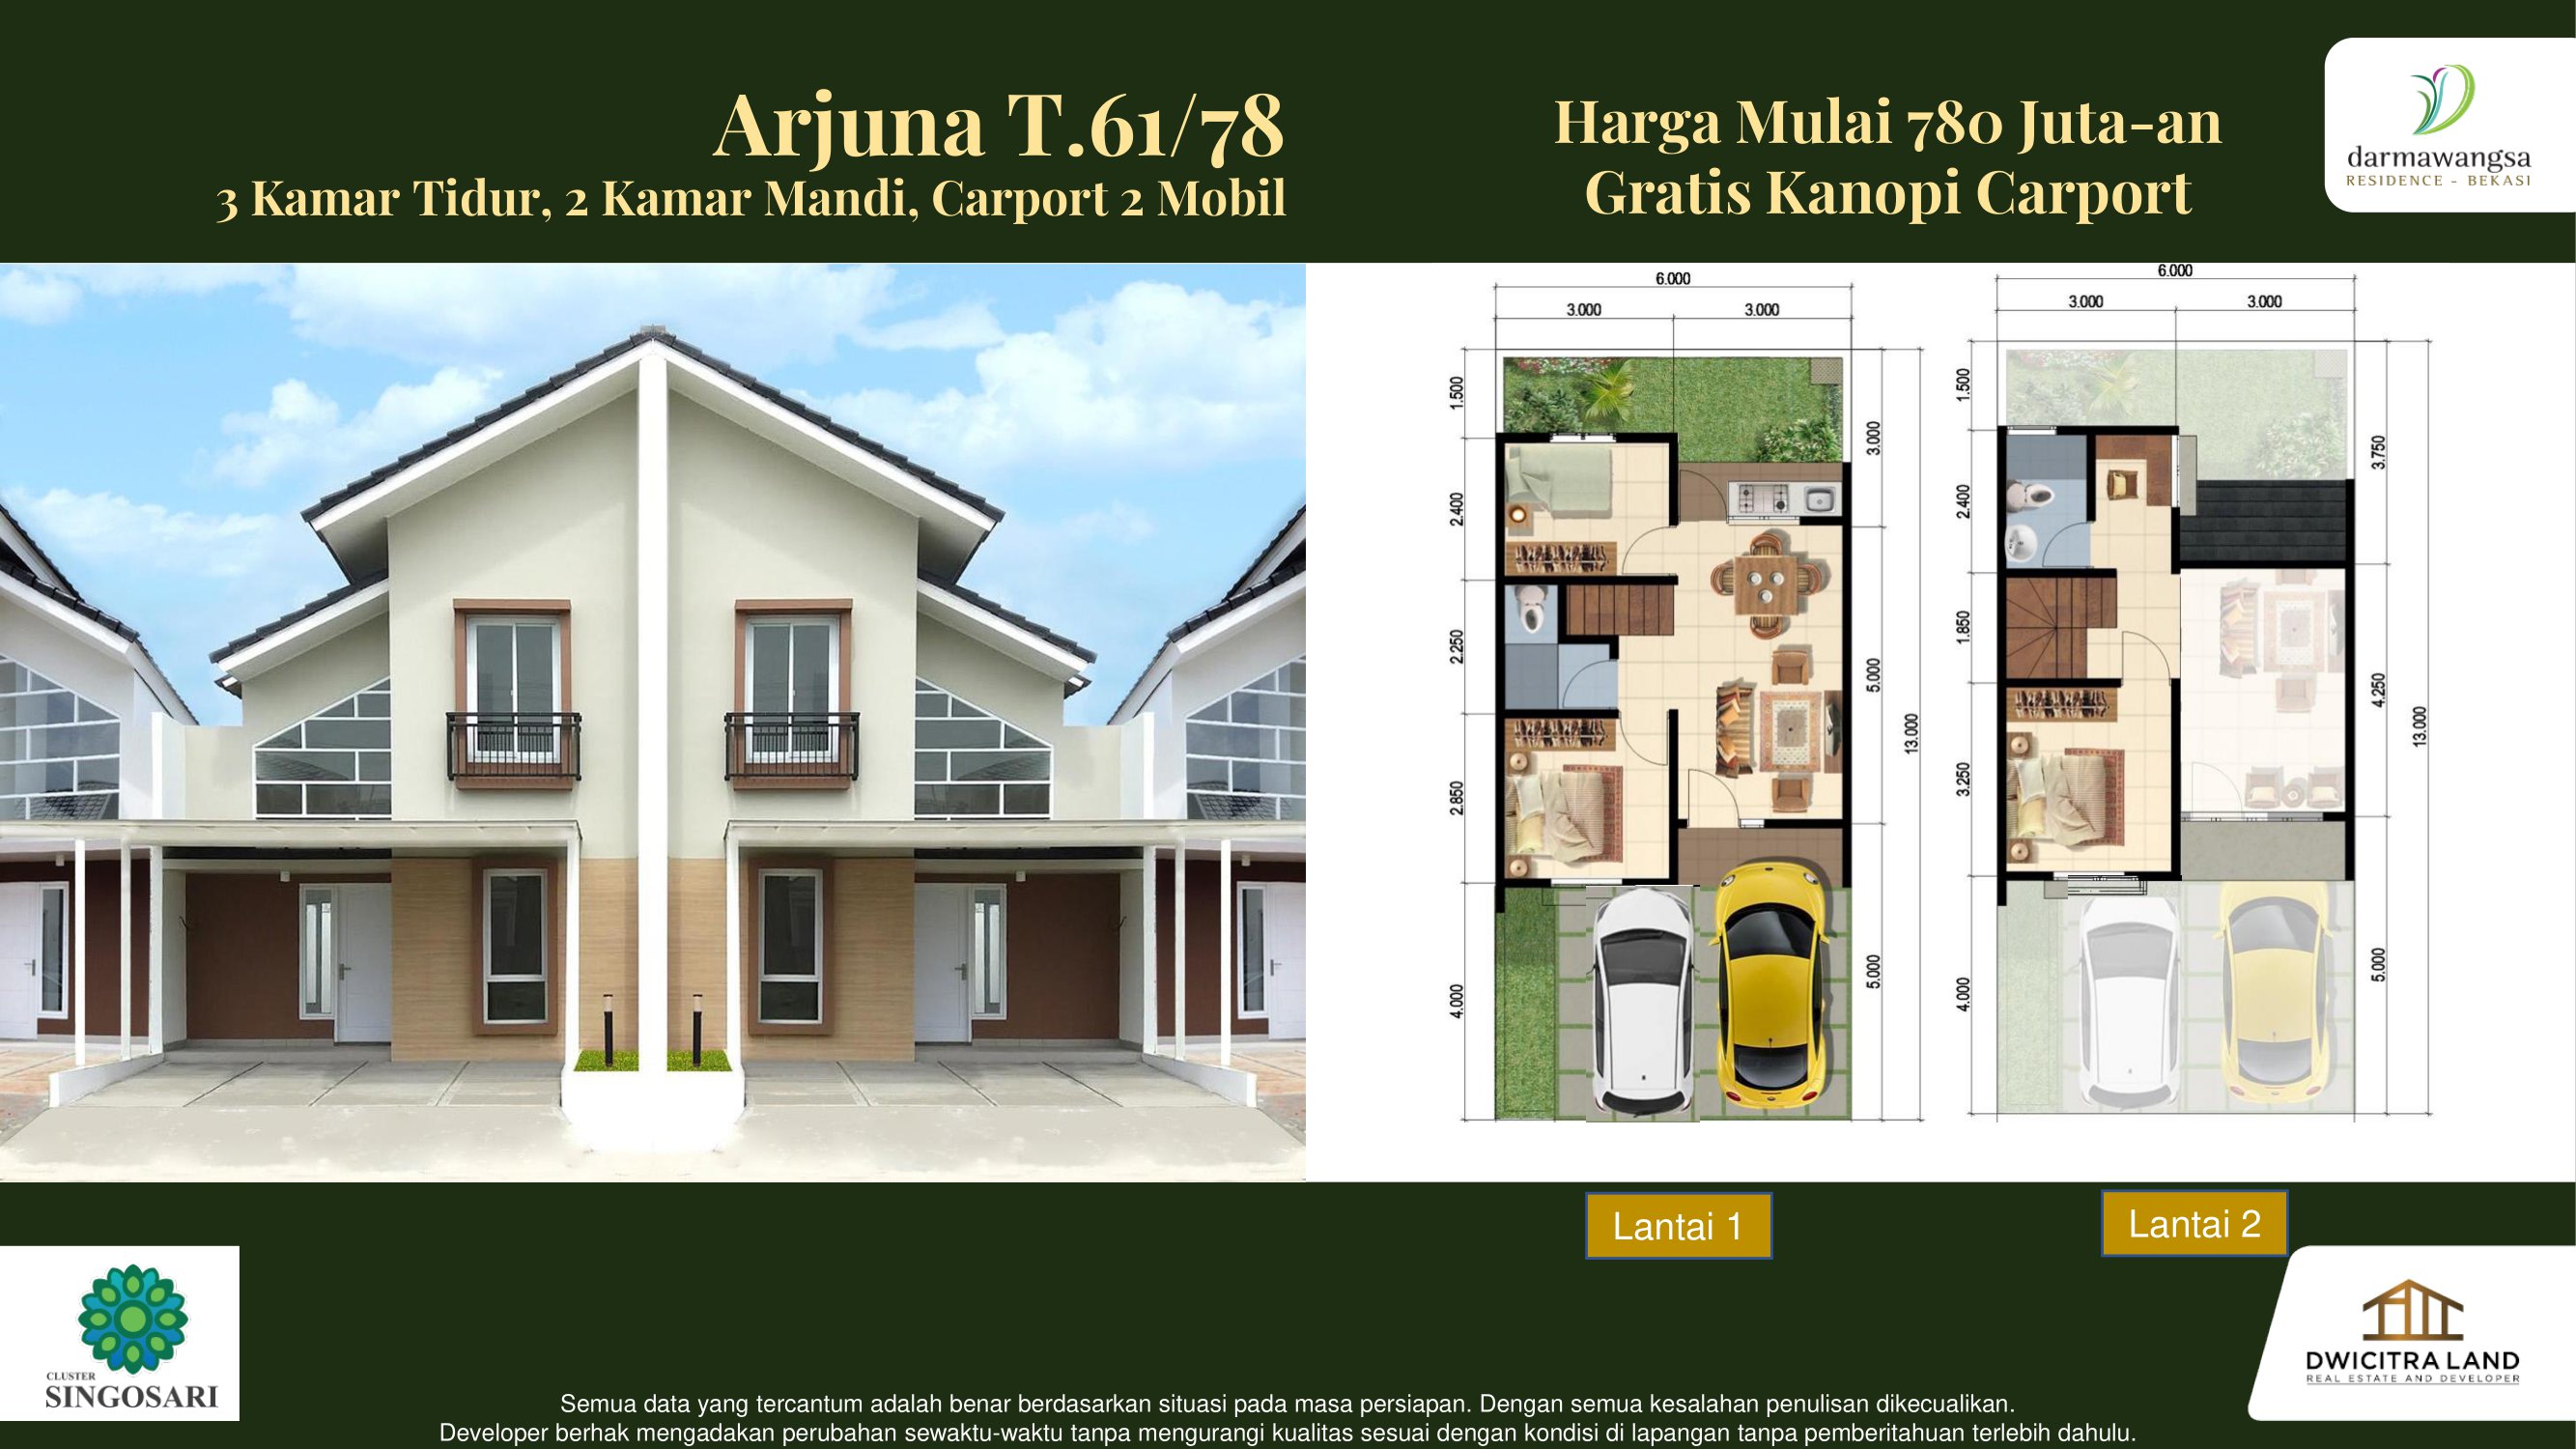 Arjuna T.61/78
3 Kamar Tidur, 2 Kamar Mandi, Carport 2 Mobil
Harga Mulai 780 Juta-an
Gratis Kanopi Carport
darmawangsa
RESIDENCE - BEKASI
6.000
3.000 3.000
1.500
2.400
2.250
2.850
4.000
3.000
5.000
5.000
13.000
6.000
3.000 3.000
1.500
2.400
1.850
3.250
4.000
3.750
4.250
5.000
13.000
Lantai 1
Lantai 2
CLUSTER
SINGOSARI
DWICITRA LAND
REAL ESTATE AND DEVELOPER
Semua data yang tercantum adalah benar berdasarkan situasi pada masa persiapan. Dengan semua kesalahan penulisan dikecualikan.
Developer berhak mengadakan perubahan sewaktu-waktu tanpa mengurangi kualitas sesuai dengan kondisi di lapangan tanpa pemberitahuan terlebih dahulu.